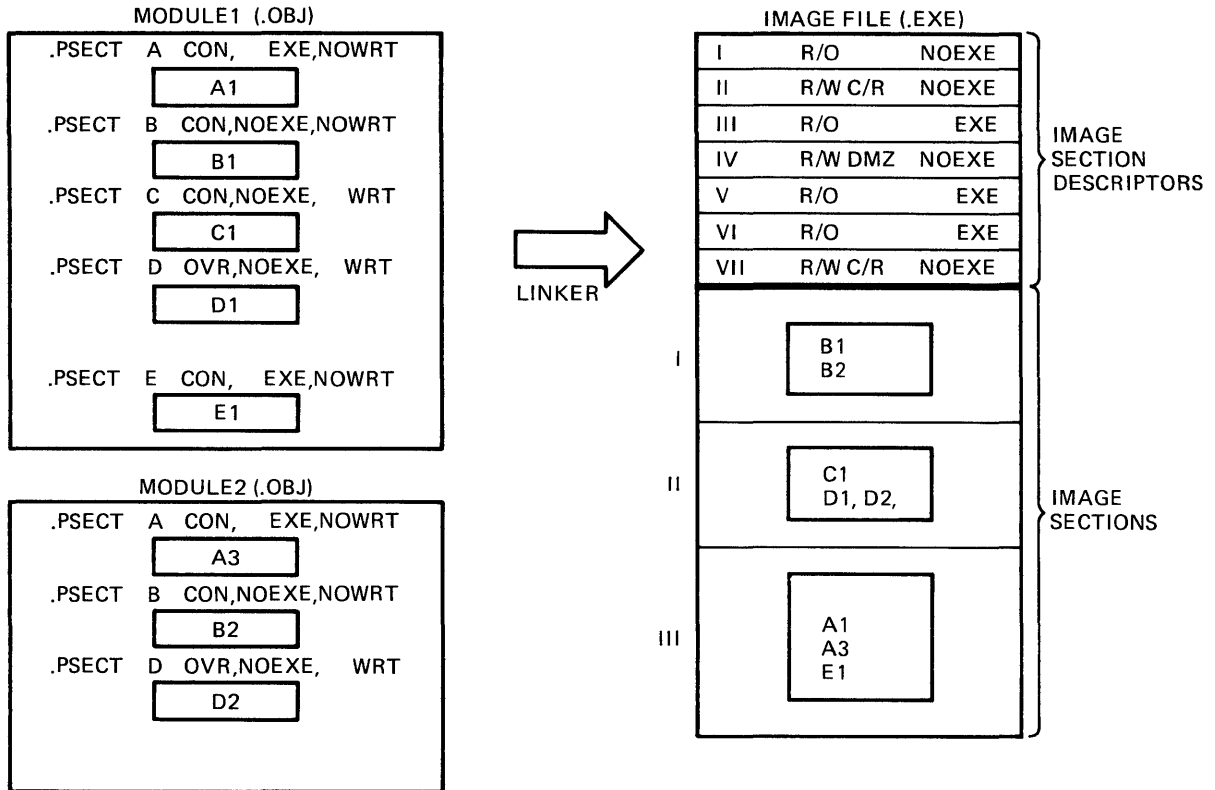 MODULE1 (.OBJ)
.PSECT A CON, EXE,NOWRT
A1
.PSECT B CON,NOEXE,NOWRT
B1
.PSECT C CON,NOEXE, WRT
C1
.PSECT D OVR,NOEXE, WRT
D1
.PSECT E CON, EXE,NOWRT
E1
MODULE2 (.OBJ)
.PSECT A CON, EXE,NOWRT
A3
.PSECT B CON,NOEXE,NOWRT
B2
.PSECT D OVR,NOEXE, WRT
D2
LINKER
IMAGE FILE (.EXE)
I R/O NOEXE
II R/W C/R NOEXE
III R/O EXE
IV R/W DMZ NOEXE
V R/O EXE
VI R/O EXE
VII R/W C/R NOEXE
IMAGE
SECTION
DESCRIPTORS
I
B1
B2
II
C1
D1, D2,
III
A1
A3
E1
IMAGE
SECTIONS